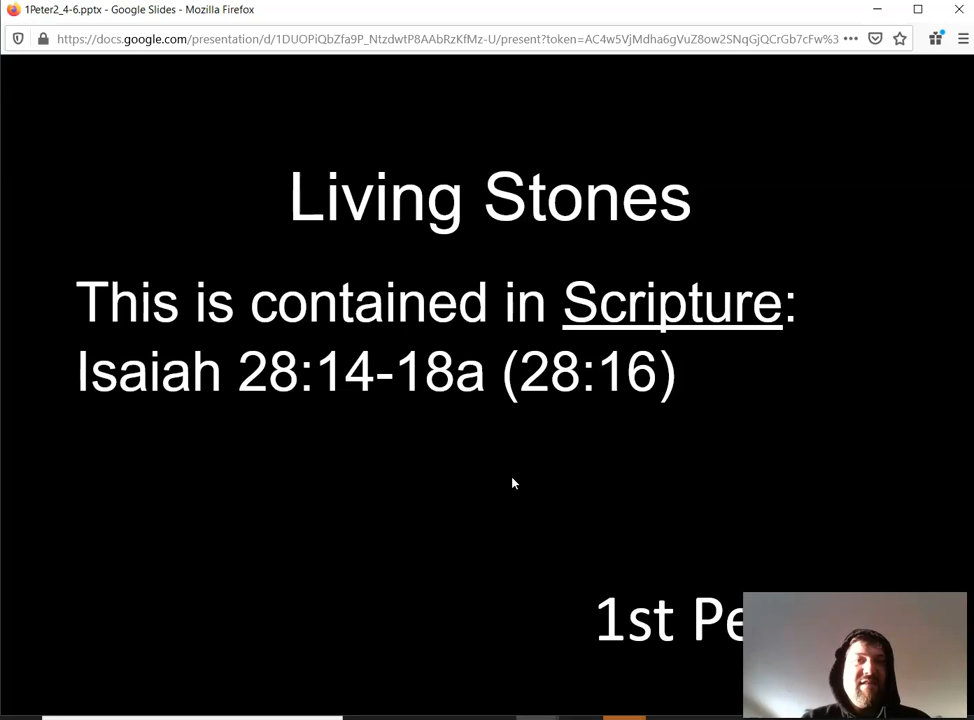 1Peter2_4-6.pptx - Google Slides - Mozilla Firefox
https://docs.google.com/presentation/d/1DUOPiQbZfa9P_NtzdwtP8AAbRzKfMz-U/present?token=AC4w5VjMdha6gVuZ8ow2SNqGjQCrGb7cFw%3
Living Stones
This is contained in Scripture:
Isaiah 28:14-18a (28:16)
1st Pe